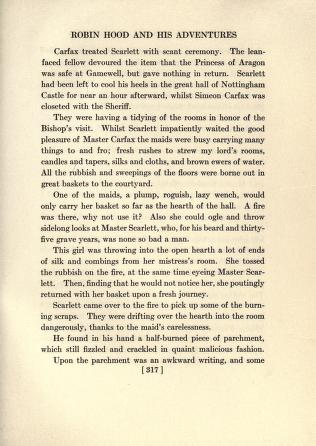 ROBIN HOOD AND HIS ADVENTURES
Carfax treated Scarlett with scant ceremony. The lean-
faced fellow devoured the item that the Princess of Aragon
was safe at Gamewell, but gave nothing in return. Scarlett
had been left to cool his heels in the great hall of Nottingham
Castle for near an hour afterward, whilst Simeon Carfax was
closeted with the Sheriff.
They were having a tidying of the rooms in honor of the
Bishop's visit. Whilst Scarlett impatiently waited the good
pleasure of Master Carfax the maids were busy carrying many
things to and fro; fresh rushes to strew my lord's rooms,
candles and tapers, silks and cloths, and brown ewers of water.
All the rubbish and sweepings of the floors were borne out in
great baskets to the courtyard.
One of the maids, a plump, roguish, lazy wench, would
only carry her basket so far as the hearth of the hall. A fire
was there, why not use it? Also she could ogle and throw
sidelong looks at Master Scarlett, who, for his beard and thirty-
five grave years, was none so bad a man.
This girl was throwing into the open hearth a lot of ends
of silk and combings from her mistress's room. She tossed
the rubbish on the fire, at the same time eyeing Master Scar-
lett. Then, finding that he would not notice her, she poutingly
returned with her basket upon a fresh journey.
Scarlett came over to the fire to pick up some of the burn-
ing scraps. They were drifting over the hearth into the room
dangerously, thanks to the maid's carelessness.
He found in his hand a half-burned piece of parchment,
which still fizzled and crackled in quaint malicious fashion.
Upon the parchment was an awkward writing, and some
[ 317 ]